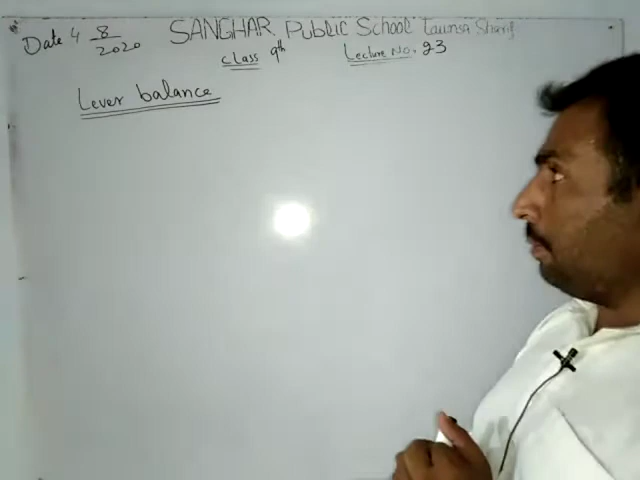 Date 4 8 2020 SANGHAR Public School Taunsa Sharif
Class 9th Lecture No. 23
Lever balance